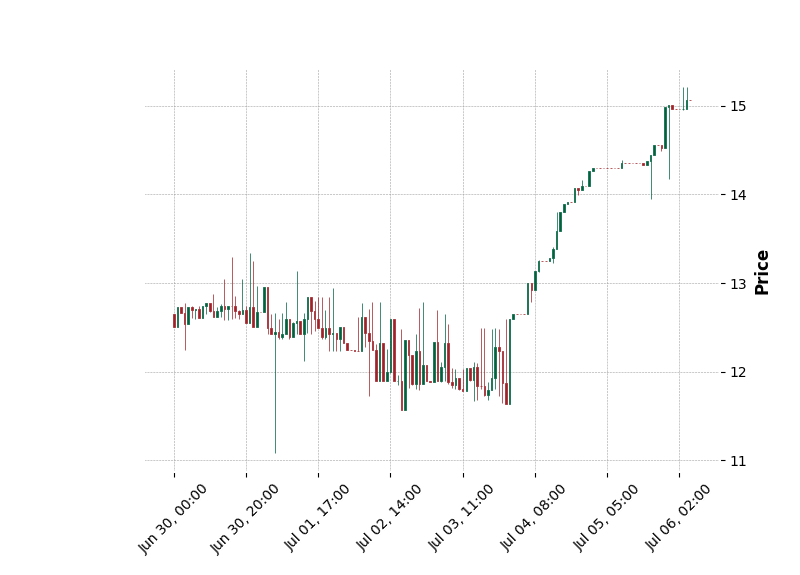 15
14
13
12
11
Price
Jun 30, 00:00
Jun 30, 20:00
Jul 01, 17:00
Jul 02, 14:00
Jul 03, 11:00
Jul 04, 08:00
Jul 05, 05:00
Jul 06, 02:00